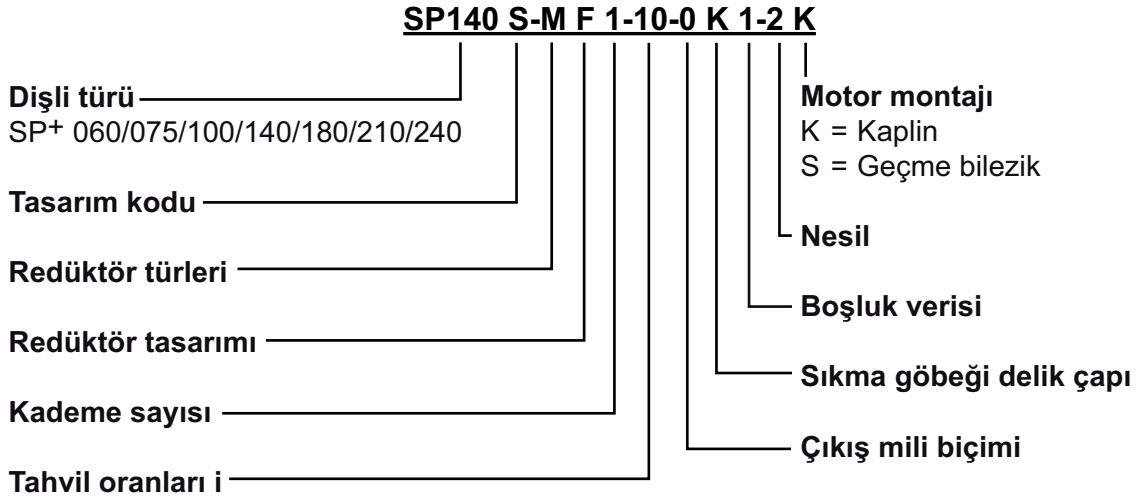 SP140 S-M F 1-10-0 K 1-2 K
Dişli türü
SP+ 060/075/100/140/180/210/240
Tasarım kodu
Redüktör türleri
Redüktör tasarımı
Kademe sayısı
Tahvil oranları i
Motor montajı
K = Kaplin
S = Geçme bilezik
Nesil
Boşluk verisi
Sıkma göbeği delik çapı
Çıkış mili biçimi